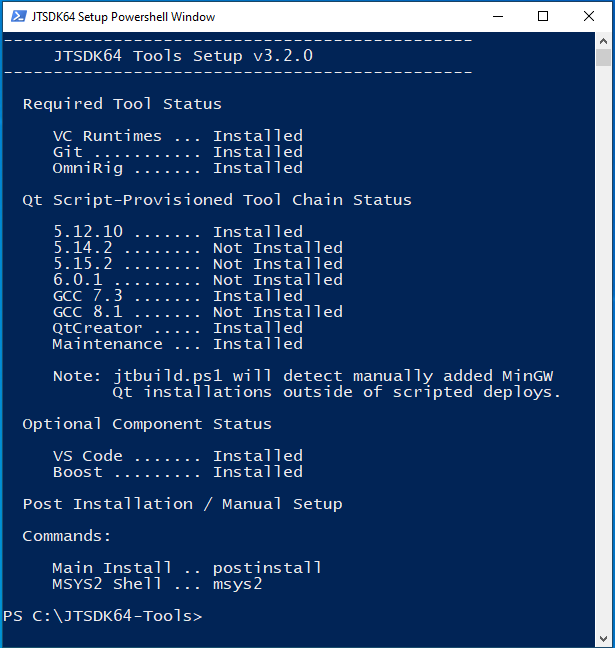 JTSDK64 Setup Powershell Window
-----------------------------------------------
JTSDK64 Tools Setup v3.2.0
-----------------------------------------------
Required Tool Status
VC Runtimes ... Installed
Git ........... Installed
OmniRig ....... Installed
Qt Script-Provisioned Tool Chain Status
5.12.10 ....... Installed
5.14.2 ........ Not Installed
5.15.2 ........ Not Installed
6.0.1 ......... Not Installed
GCC 7.3 ....... Installed
GCC 8.1 ....... Not Installed
QtCreator ..... Installed
Maintenance ... Installed
Note: jtbuild.ps1 will detect manually added MinGW
Qt installations outside of scripted deploys.
Optional Component Status
VS Code ....... Installed
Boost ......... Installed
Post Installation / Manual Setup
Commands:
Main Install .. postinstall
MSYS2 Shell ... msys2
PS C:\JTSDK64-Tools>